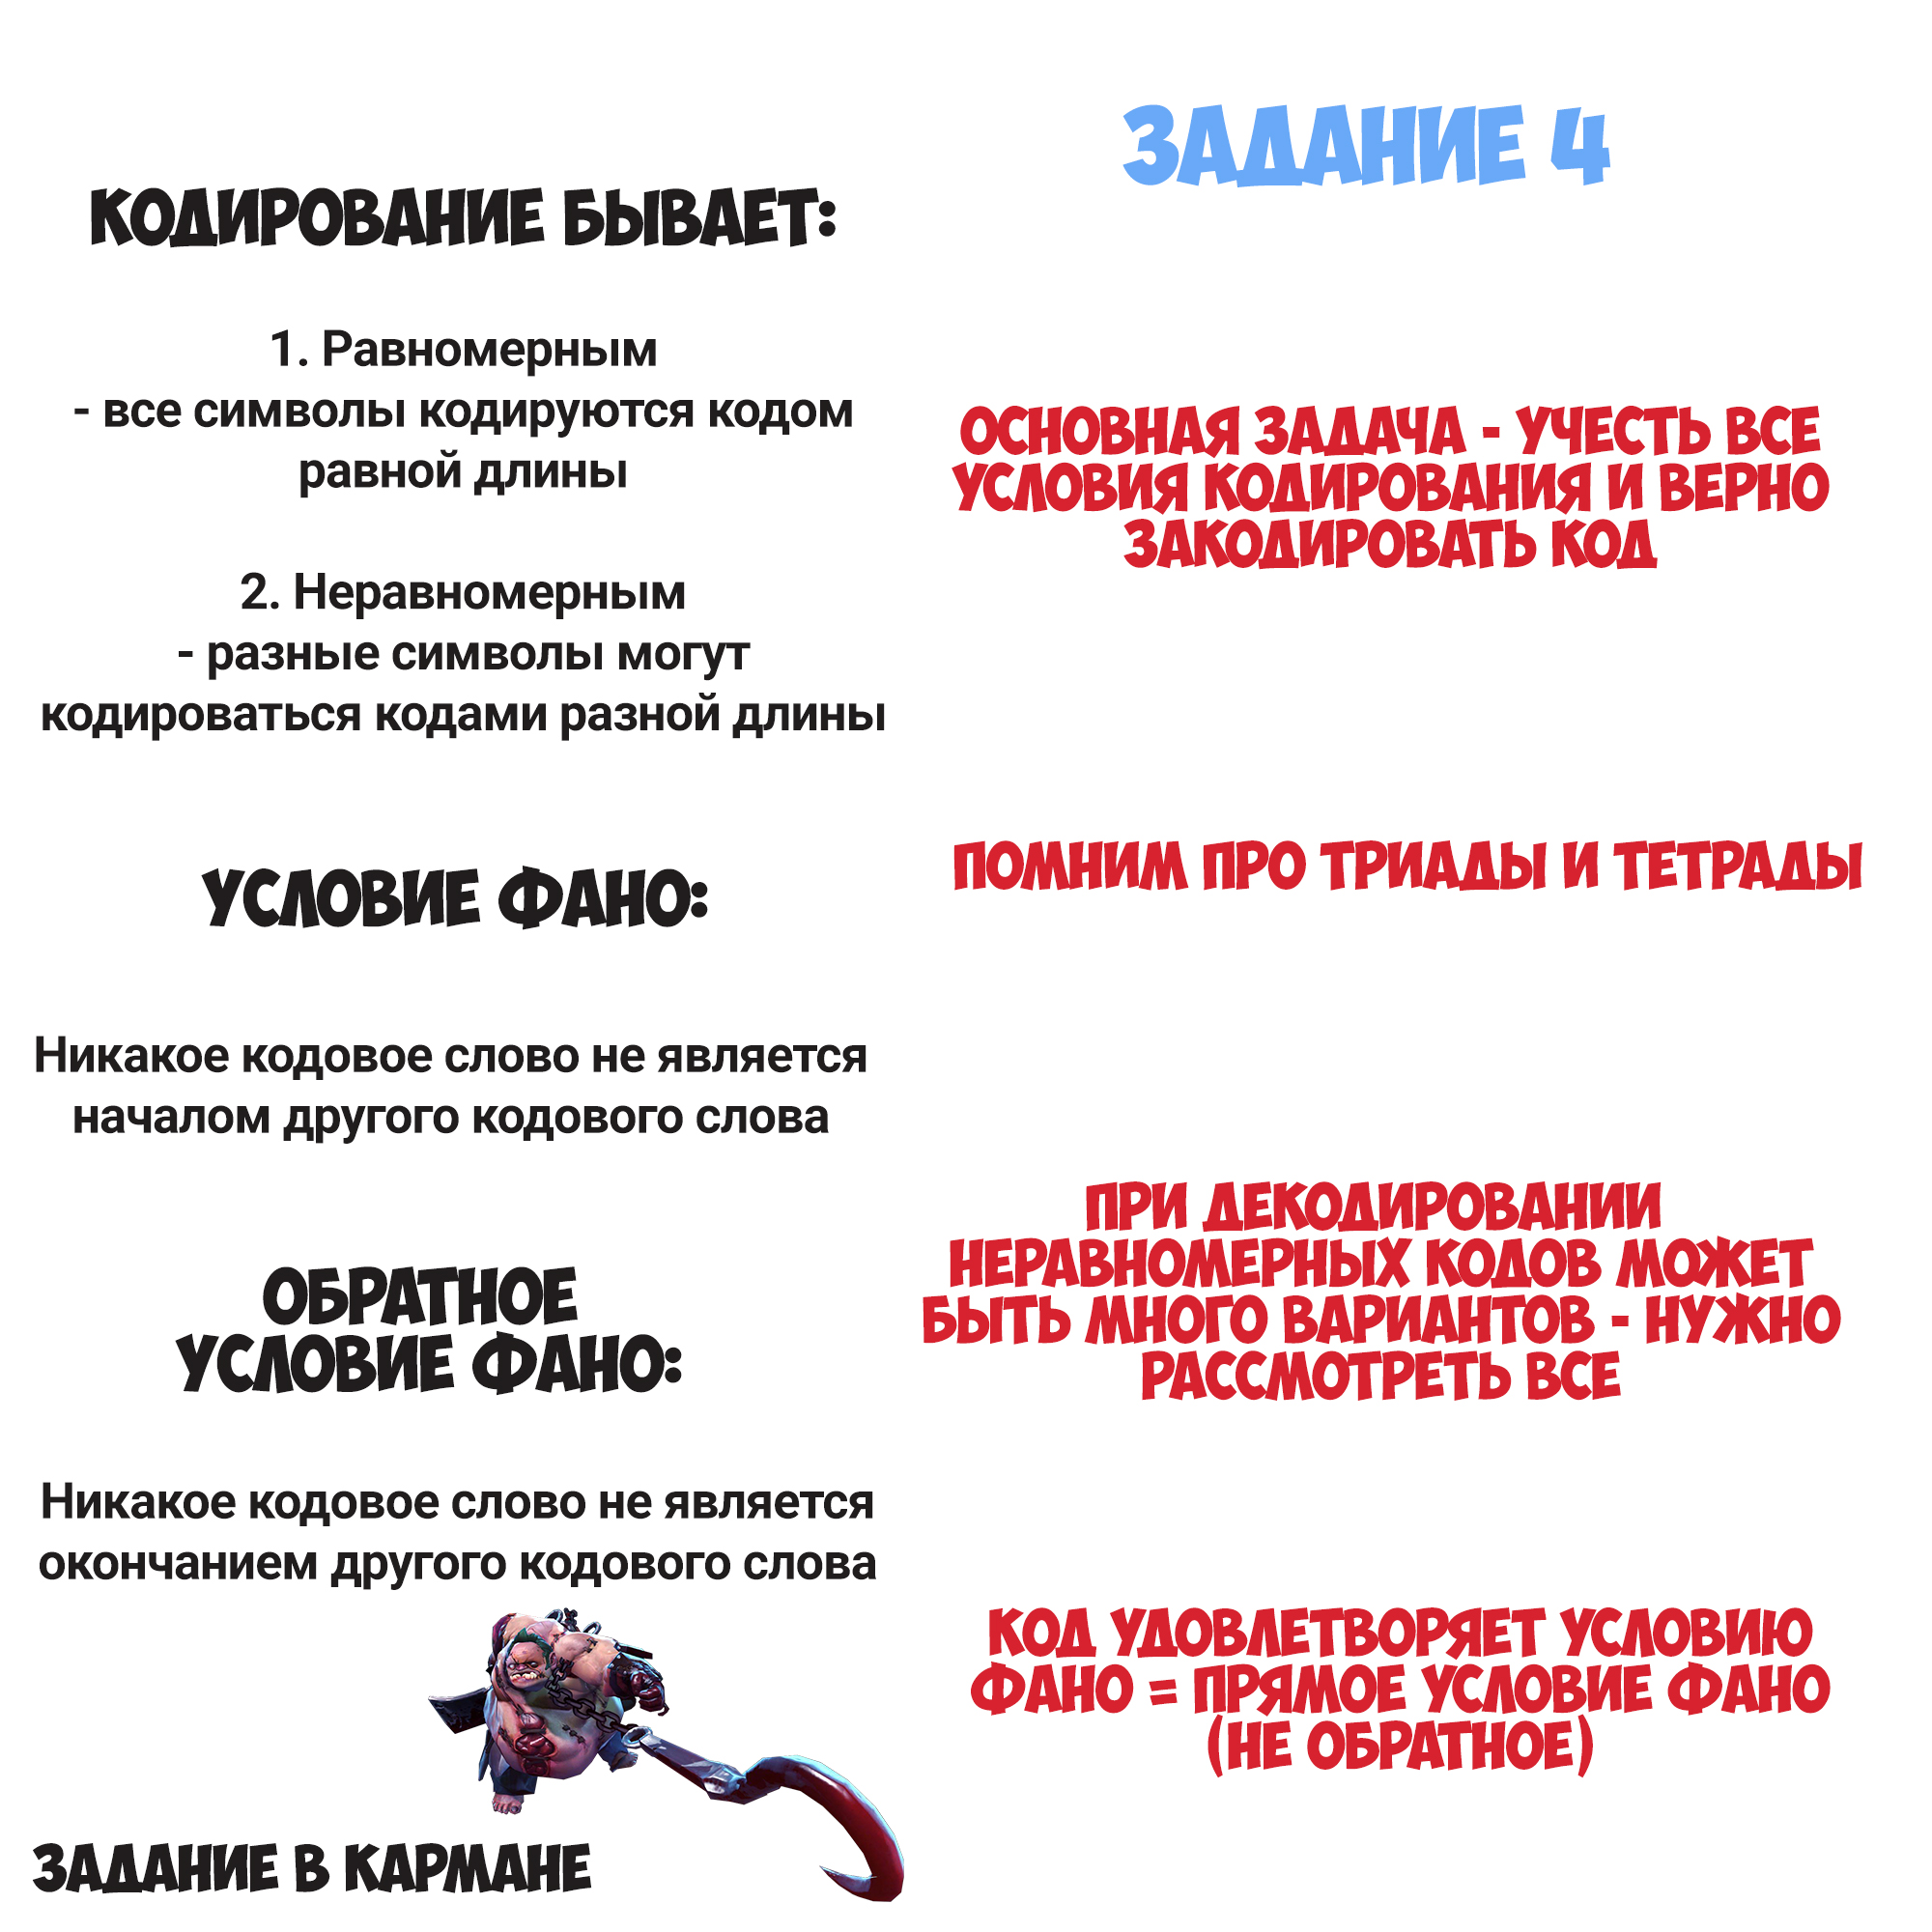 КОДИРОВАНИЕ БЫВАЕТ:
1. Равномерным
- все символы кодируются кодом
равной длины
2. Неравномерным
- разные символы могут
кодироваться кодами разной длины
УСЛОВИЕ ФАНО:
Никакое кодовое слово не является
началом другого кодового слова
ОБРАТНОЕ
УСЛОВИЕ ФАНО:
Никакое кодовое слово не является
окончанием другого кодового слова
ЗАДАНИЕ В КАРМАНЕ
ЗАДАНИЕ 4
ОСНОВНАЯ ЗАДАЧА - УЧЕСТЬ ВСЕ
УСЛОВИЯ КОДИРОВАНИЯ И ВЕРНО
ЗАКОДИРОВАТЬ КОД
ПОМНИМ ПРО ТРИАДЫ И ТЕТРАДЫ
ПРИ ДЕКОДИРОВАНИИ
НЕРАВНОМЕРНЫХ КОДОВ МОЖЕТ
БЫТЬ МНОГО ВАРИАНТОВ - НУЖНО
РАССМОТРЕТЬ ВСЕ
КОД УДОВЛЕТВОРЯЕТ УСЛОВИЮ
ФАНО = ПРЯМОЕ УСЛОВИЕ ФАНО
(НЕ ОБРАТНОЕ)